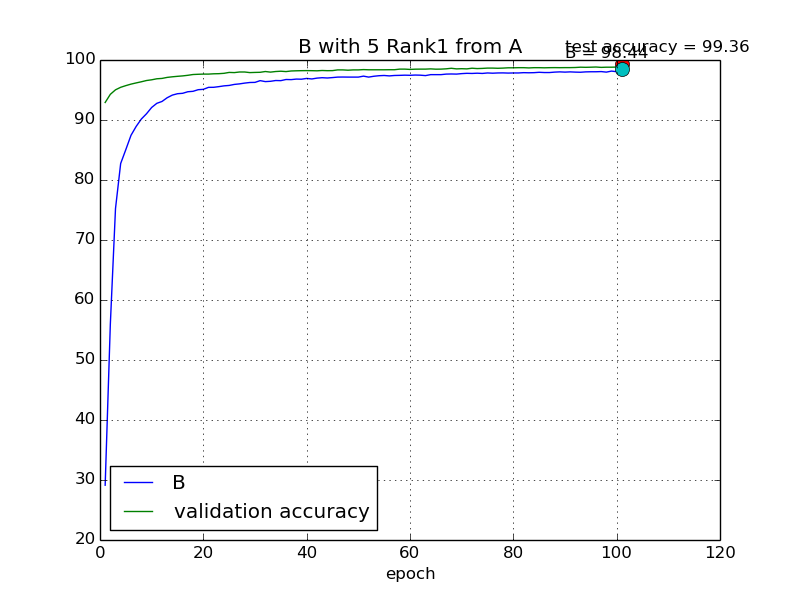 B with 5 Rank1 from A
test accuracy = 99.36
B = 98.44
100
90
80
70
60
50
40
30
20
B
validation accuracy
0 20 40 60 80 100 120
epoch